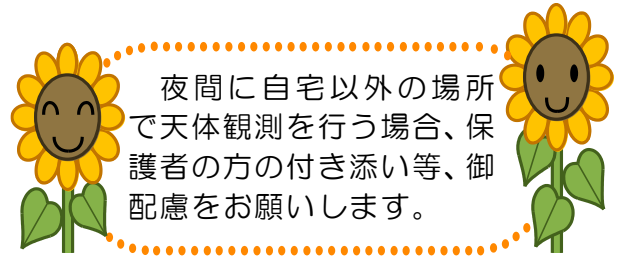 夜間に自宅以外の場所
で天体観測を行う場合、保
護者の方の付き添い等、御
配慮をお願いします。